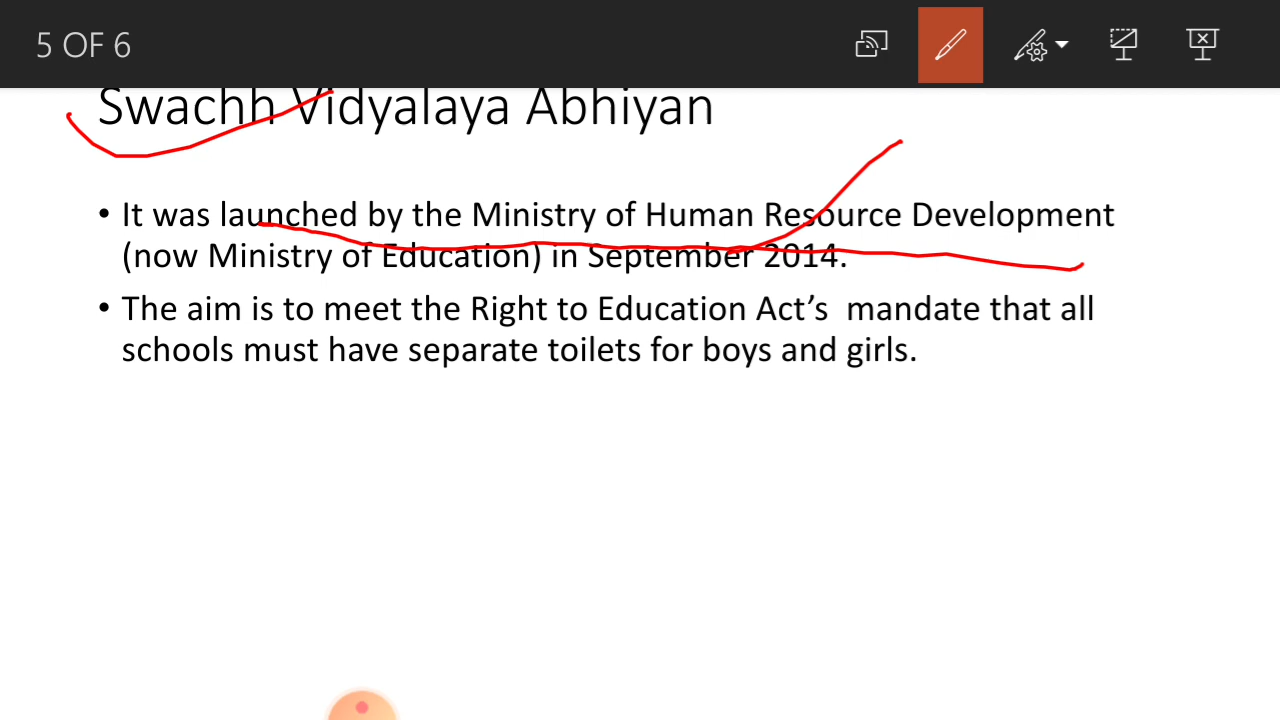 5 OF 6
Swachh Vidyalaya Abhiyan
• It was launched by the Ministry of Human Resource Development
(now Ministry of Education) in September 2014.
• The aim is to meet the Right to Education Act’s  mandate that all
schools must have separate toilets for boys and girls.